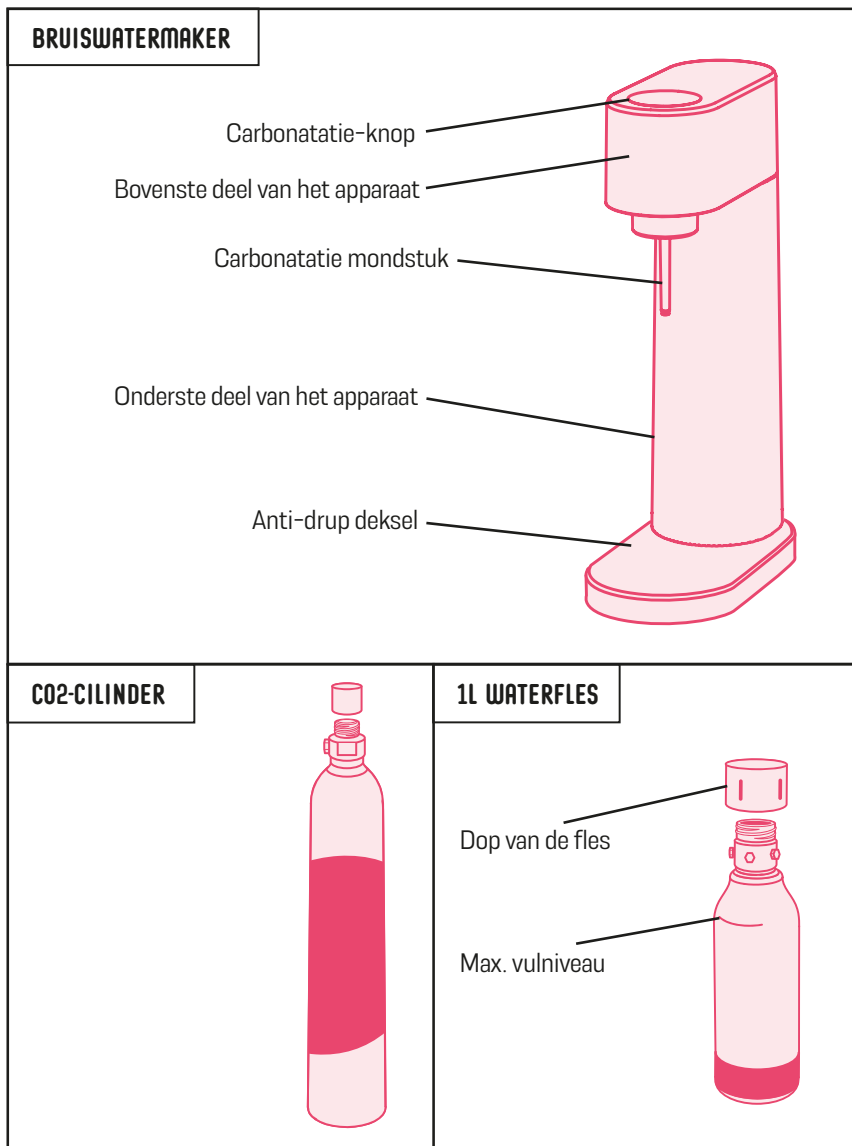 BRUISWATERMAKER
Carbonatatie-knop
Bovenste deel van het apparaat
Carbonatatie mondstuk
Onderste deel van het apparaat
Anti-drup deksel
CO2-CILINDER
1L WATERFLES
Dop van de fles
Max. vulniveau